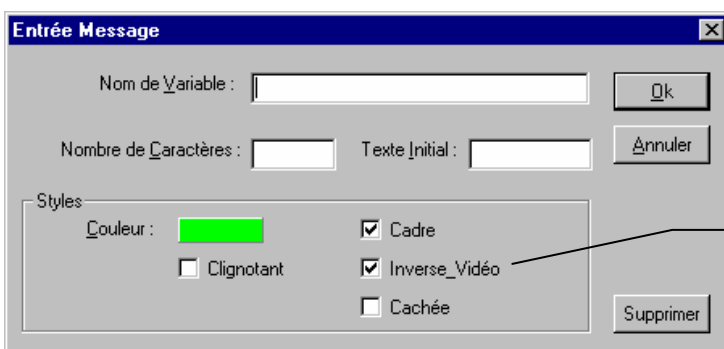 Entrée Message
Nom de Variable :
Ok
Nombre de Caractères :
Texte Initial :
Annuler
Styles
Couleur :
Cadre
Clignotant
Inverse_Vidéo
Cachée
Supprimer